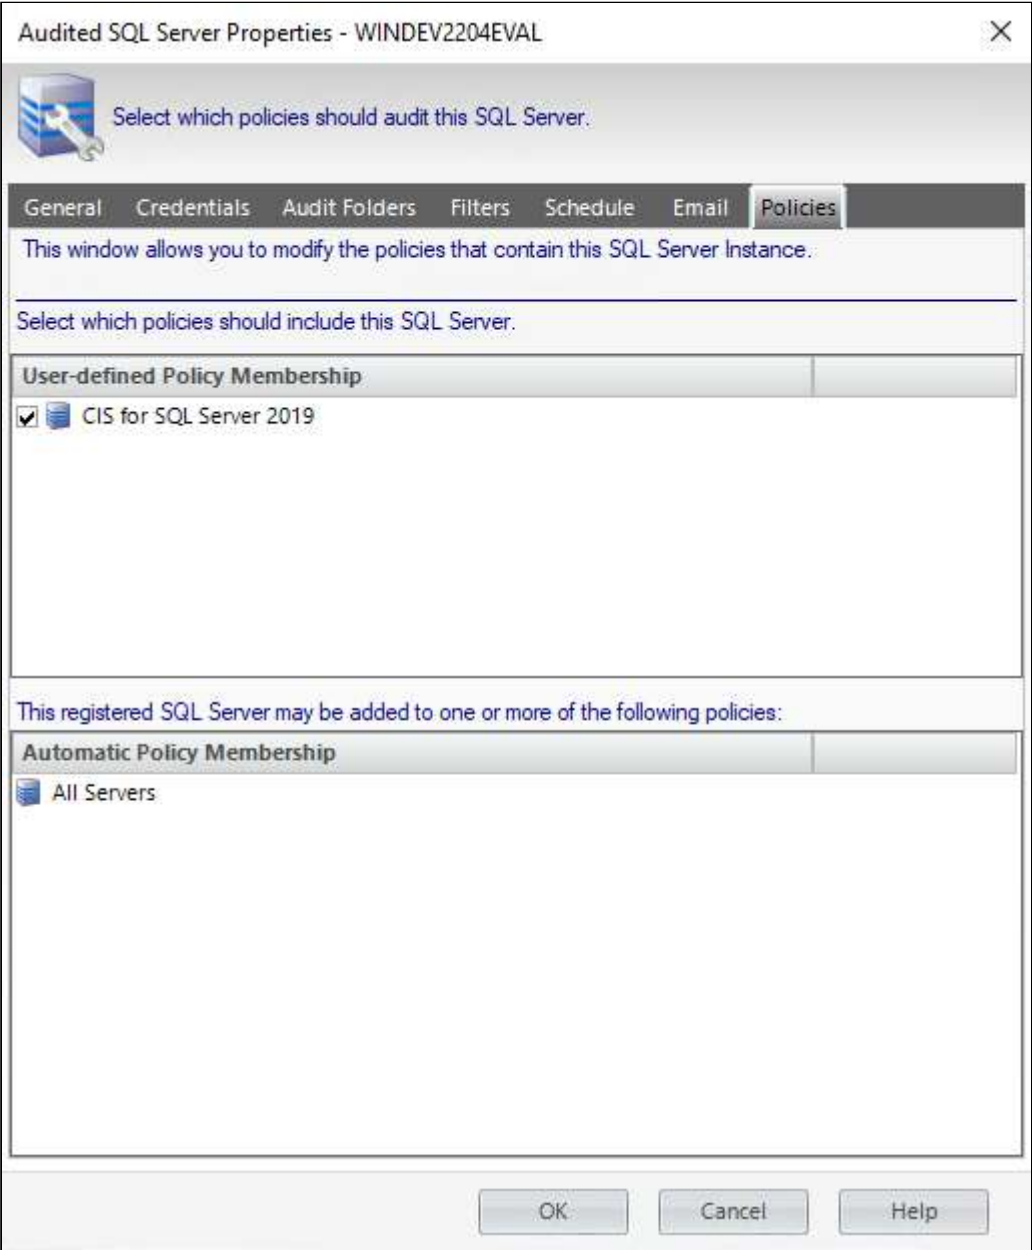 Audited SQL Server Properties - WINDEV2204EVAL
Select which policies should audit this SQL Server.
General Credentials Audit Folders Filters Schedule Email Policies
This window allows you to modify the policies that contain this SQL Server Instance.
Select which policies should include this SQL Server.
User-defined Policy Membership
CIS for SQL Server 2019
This registered SQL Server may be added to one or more of the following policies:
Automatic Policy Membership
All Servers
OK Cancel Help